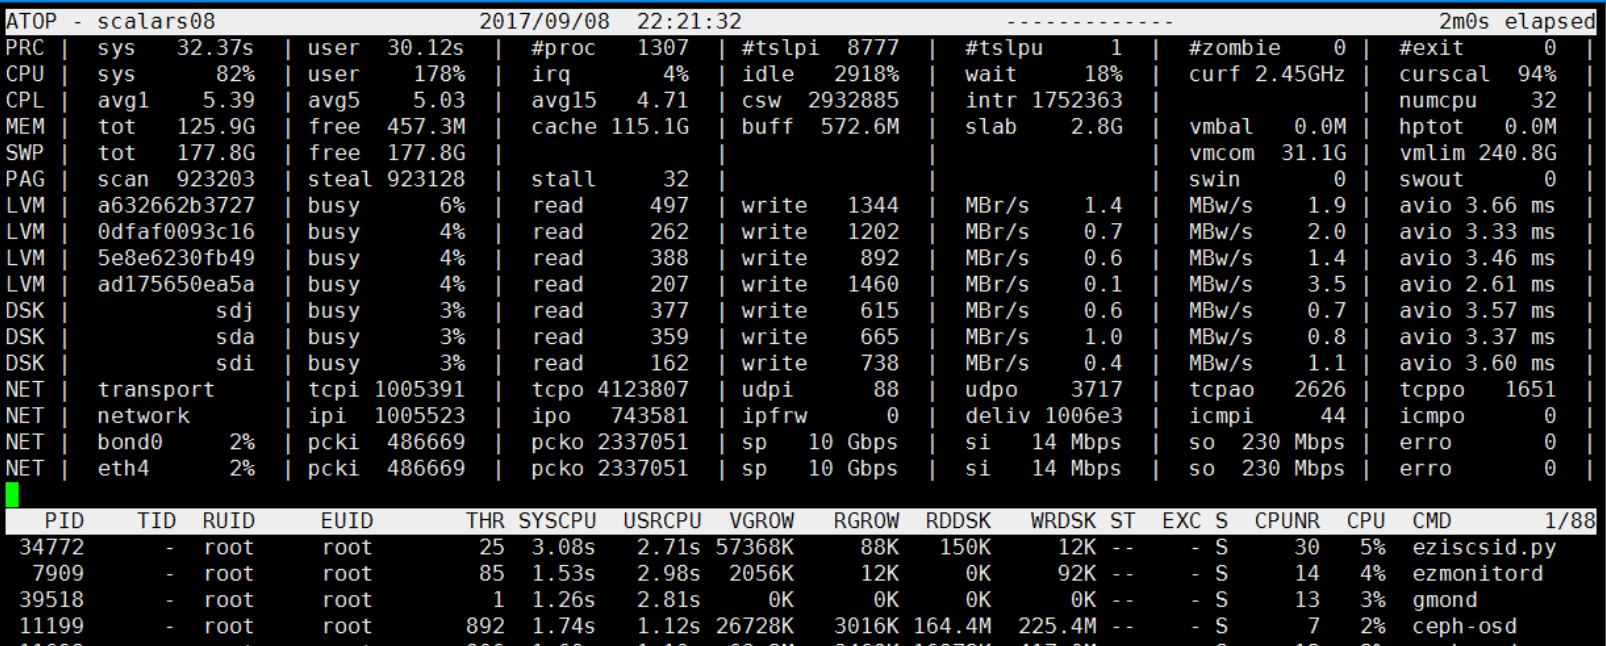 ATOP - scalars08 2017/09/08 22:21:32 ------------- 2m0s elapsed
PRC | sys 32.37s | user 30.12s | #proc 1307 | #tslpi 8777 | #tslpu 1 | #zombie 0 | #exit 0 |
CPU | sys 82% | user 178% | irq 4% | idle 2918% | wait 18% | curf 2.45GHz | curscal 94% |
CPL | avg1 5.39 | avg5 5.03 | avg15 4.71 | csw 2932885 | intr 1752363 | | numcpu 32 |
MEM | tot 125.9G | free 457.3M | cache 115.1G | buff 572.6M | slab 2.8G | vmbal 0.0M | hptot 0.0M |
SWP | tot 177.8G | free 177.8G | | | | vmcom 31.1G | vmlim 240.8G |
PAG | scan 923203 | steal 923128 | stall 32 | | | swin 0 | swout 0 |
LVM | a632662b3727 | busy 6% | read 497 | write 1344 | MBr/s 1.4 | MBw/s 1.9 | avio 3.66 ms |
LVM | 0dfaf0093c16 | busy 4% | read 262 | write 1202 | MBr/s 0.7 | MBw/s 2.0 | avio 3.33 ms |
LVM | 5e8e6230fb49 | busy 4% | read 388 | write 892 | MBr/s 0.6 | MBw/s 1.4 | avio 3.46 ms |
LVM | ad175650ea5a | busy 4% | read 207 | write 1460 | MBr/s 0.1 | MBw/s 3.5 | avio 2.61 ms |
DSK | sdj | busy 3% | read 377 | write 615 | MBr/s 0.6 | MBw/s 0.7 | avio 3.57 ms |
DSK | sda | busy 3% | read 359 | write 665 | MBr/s 1.0 | MBw/s 0.8 | avio 3.37 ms |
DSK | sdi | busy 3% | read 162 | write 738 | MBr/s 0.4 | MBw/s 1.1 | avio 3.60 ms |
NET | transport | tcpi 1005391 | tcpo 4123807 | udpi 88 | udpo 3717 | tcpao 2626 | tcppo 1651 |
NET | network | ipi 1005523 | ipo 743581 | ipfrw 0 | deliv 1006e3 | icmpi 44 | icmpo 0 |
NET | bond0 2% | pcki 486669 | pcko 2337051 | sp 10 Gbps | si 14 Mbps | so 230 Mbps | erro 0 |
NET | eth4 2% | pcki 486669 | pcko 2337051 | sp 10 Gbps | si 14 Mbps | so 230 Mbps | erro 0 |
PID TID RUID EUID THR SYSCPU USRCPU VGROW RGROW RDDSK WRDSK ST EXC S CPUNR CPU CMD 1/88
34772 - root root 25 3.08s 2.71s 57368K 88K 150K 12K -- - S 30 5% eziscsid.py
7909 - root root 85 1.53s 2.98s 2056K 12K 0K 92K -- - S 14 4% ezmonitord
39518 - root root 1 1.26s 2.81s 0K 0K 0K 0K -- - S 13 3% gmond
11199 - root root 892 1.74s 1.12s 26728K 3016K 164.4M 225.4M -- - S 7 2% ceph-osd